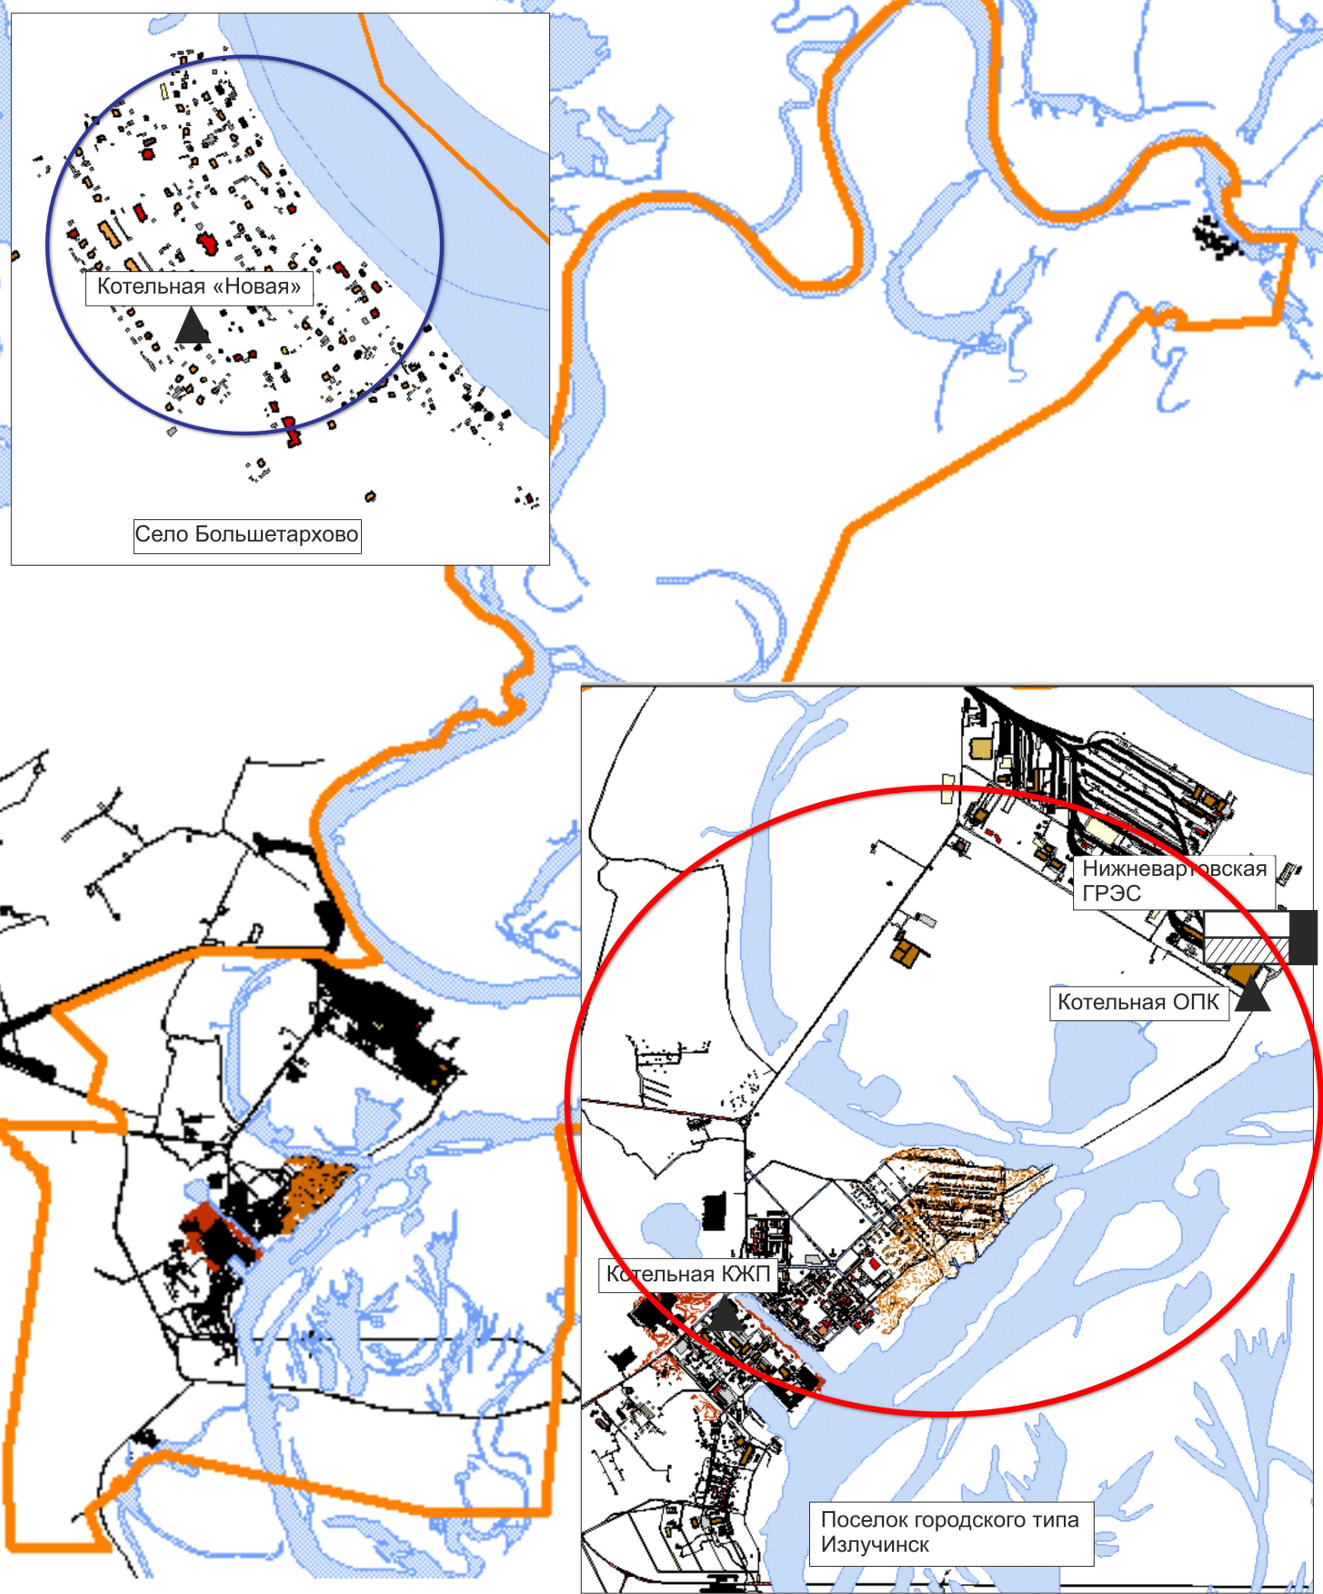 Котельная «Новая»
Село Большетархово
Нижневартовская
ГРЭС
Котельная ОПК
Котельная КЖП
Поселок городского типа
Излучинск